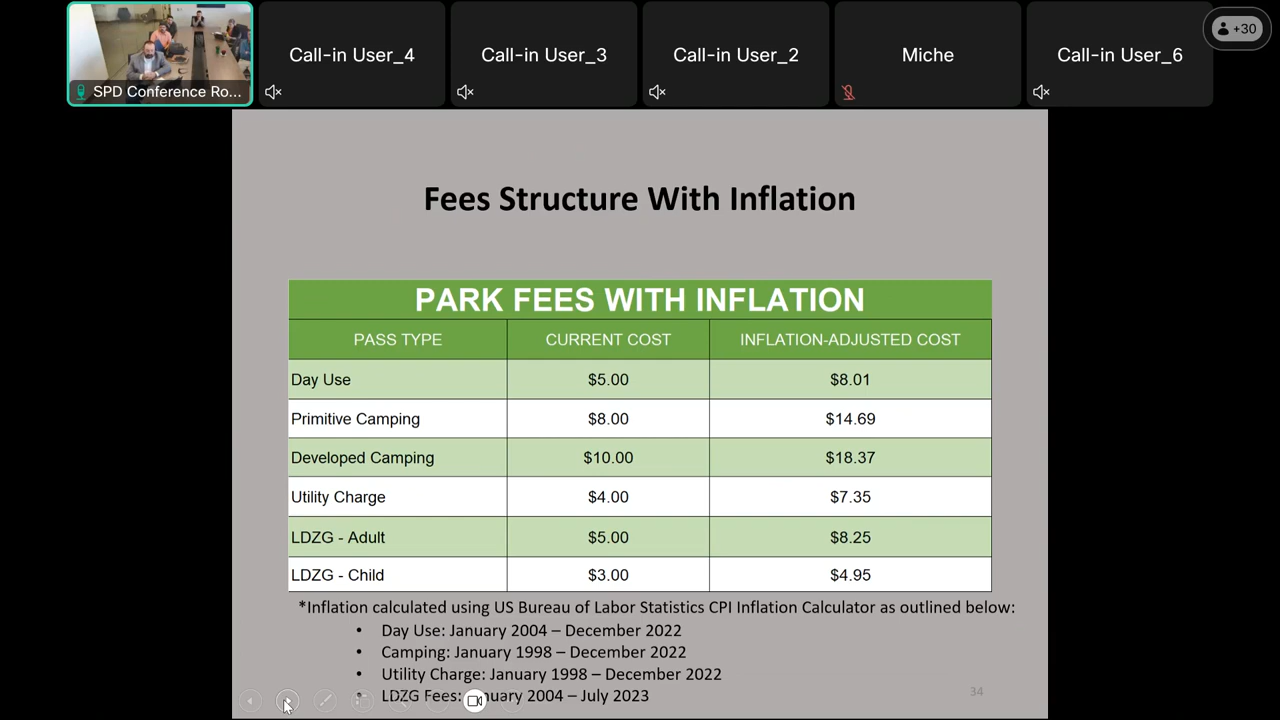 Call-in User_4
Call-in User_3
Call-in User_2
Miche
Call-in User_6
+30
SPD Conference Ro...
Fees Structure With Inflation
PARK FEES WITH INFLATION
PASS TYPE CURRENT COST INFLATION-ADJUSTED COST
Day Use $5.00 $8.01
Primitive Camping $8.00 $14.69
Developed Camping $10.00 $18.37
Utility Charge $4.00 $7.35
LDZG - Adult $5.00 $8.25
LDZG - Child $3.00 $4.95
*Inflation calculated using US Bureau of Labor Statistics CPI Inflation Calculator as outlined below:
• Day Use: January 2004 – December 2022
• Camping: January 1998 – December 2022
• Utility Charge: January 1998 – December 2022
• LDZG Fees: January 2004 – July 2023
34